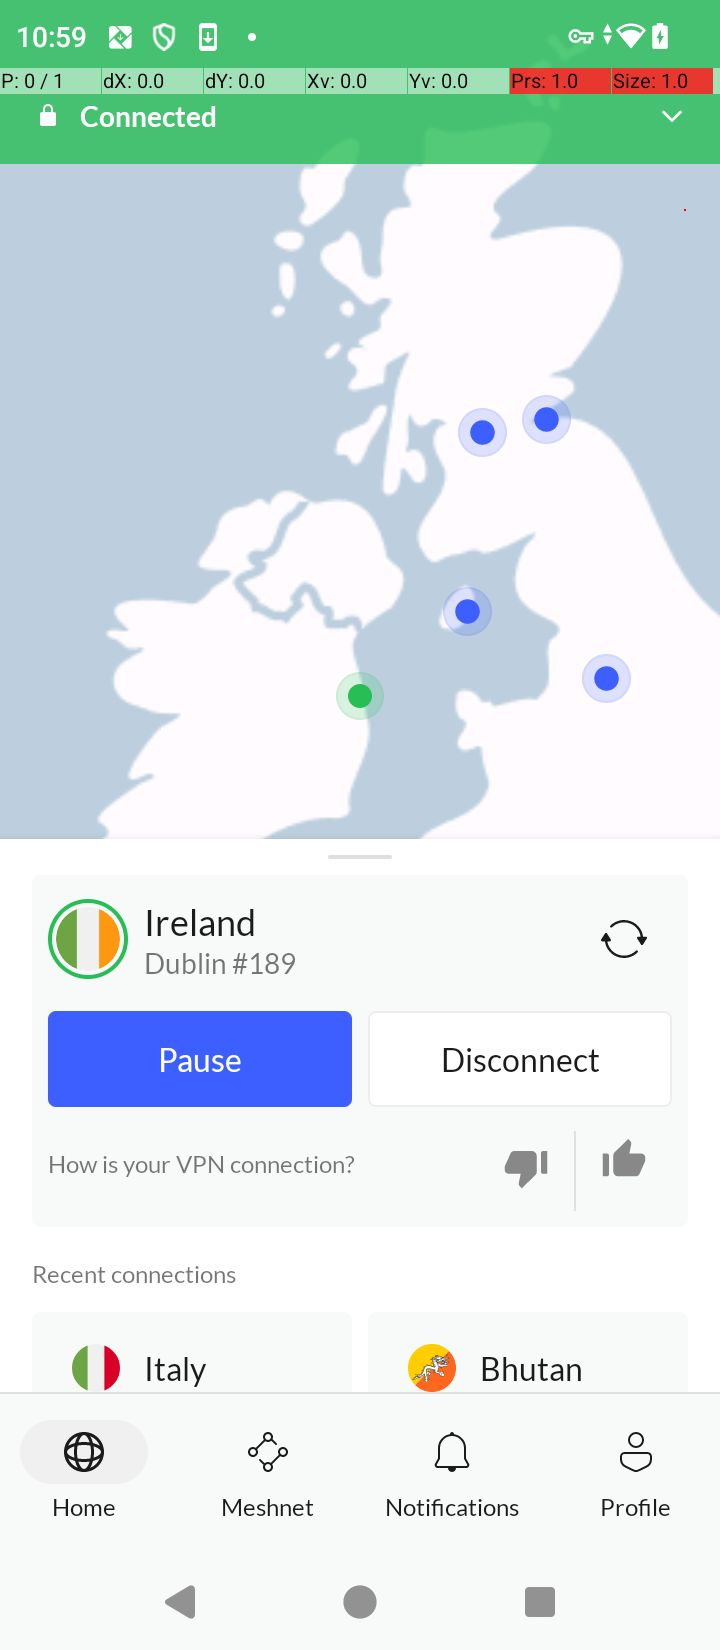 10:59
P: 0 / 1 dX: 0.0 dY: 0.0 Xv: 0.0 Yv: 0.0 Prs: 1.0 Size: 1.0
Connected
Ireland
Dublin #189
Pause Disconnect
How is your VPN connection?
Recent connections
Italy Bhutan
Home Meshnet Notifications Profile